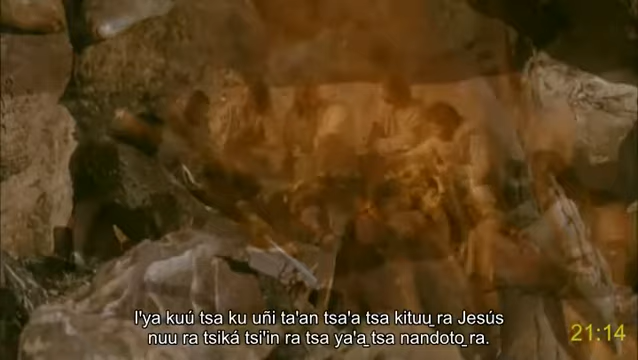 I'ya kuú tsa ku uñi ta'an tsa'a tsa kituu̱ ra Jesús
nuu ra tsiká tsi'in ra tsa ya'a̱ tsa nandoto̱ ra.
21:14